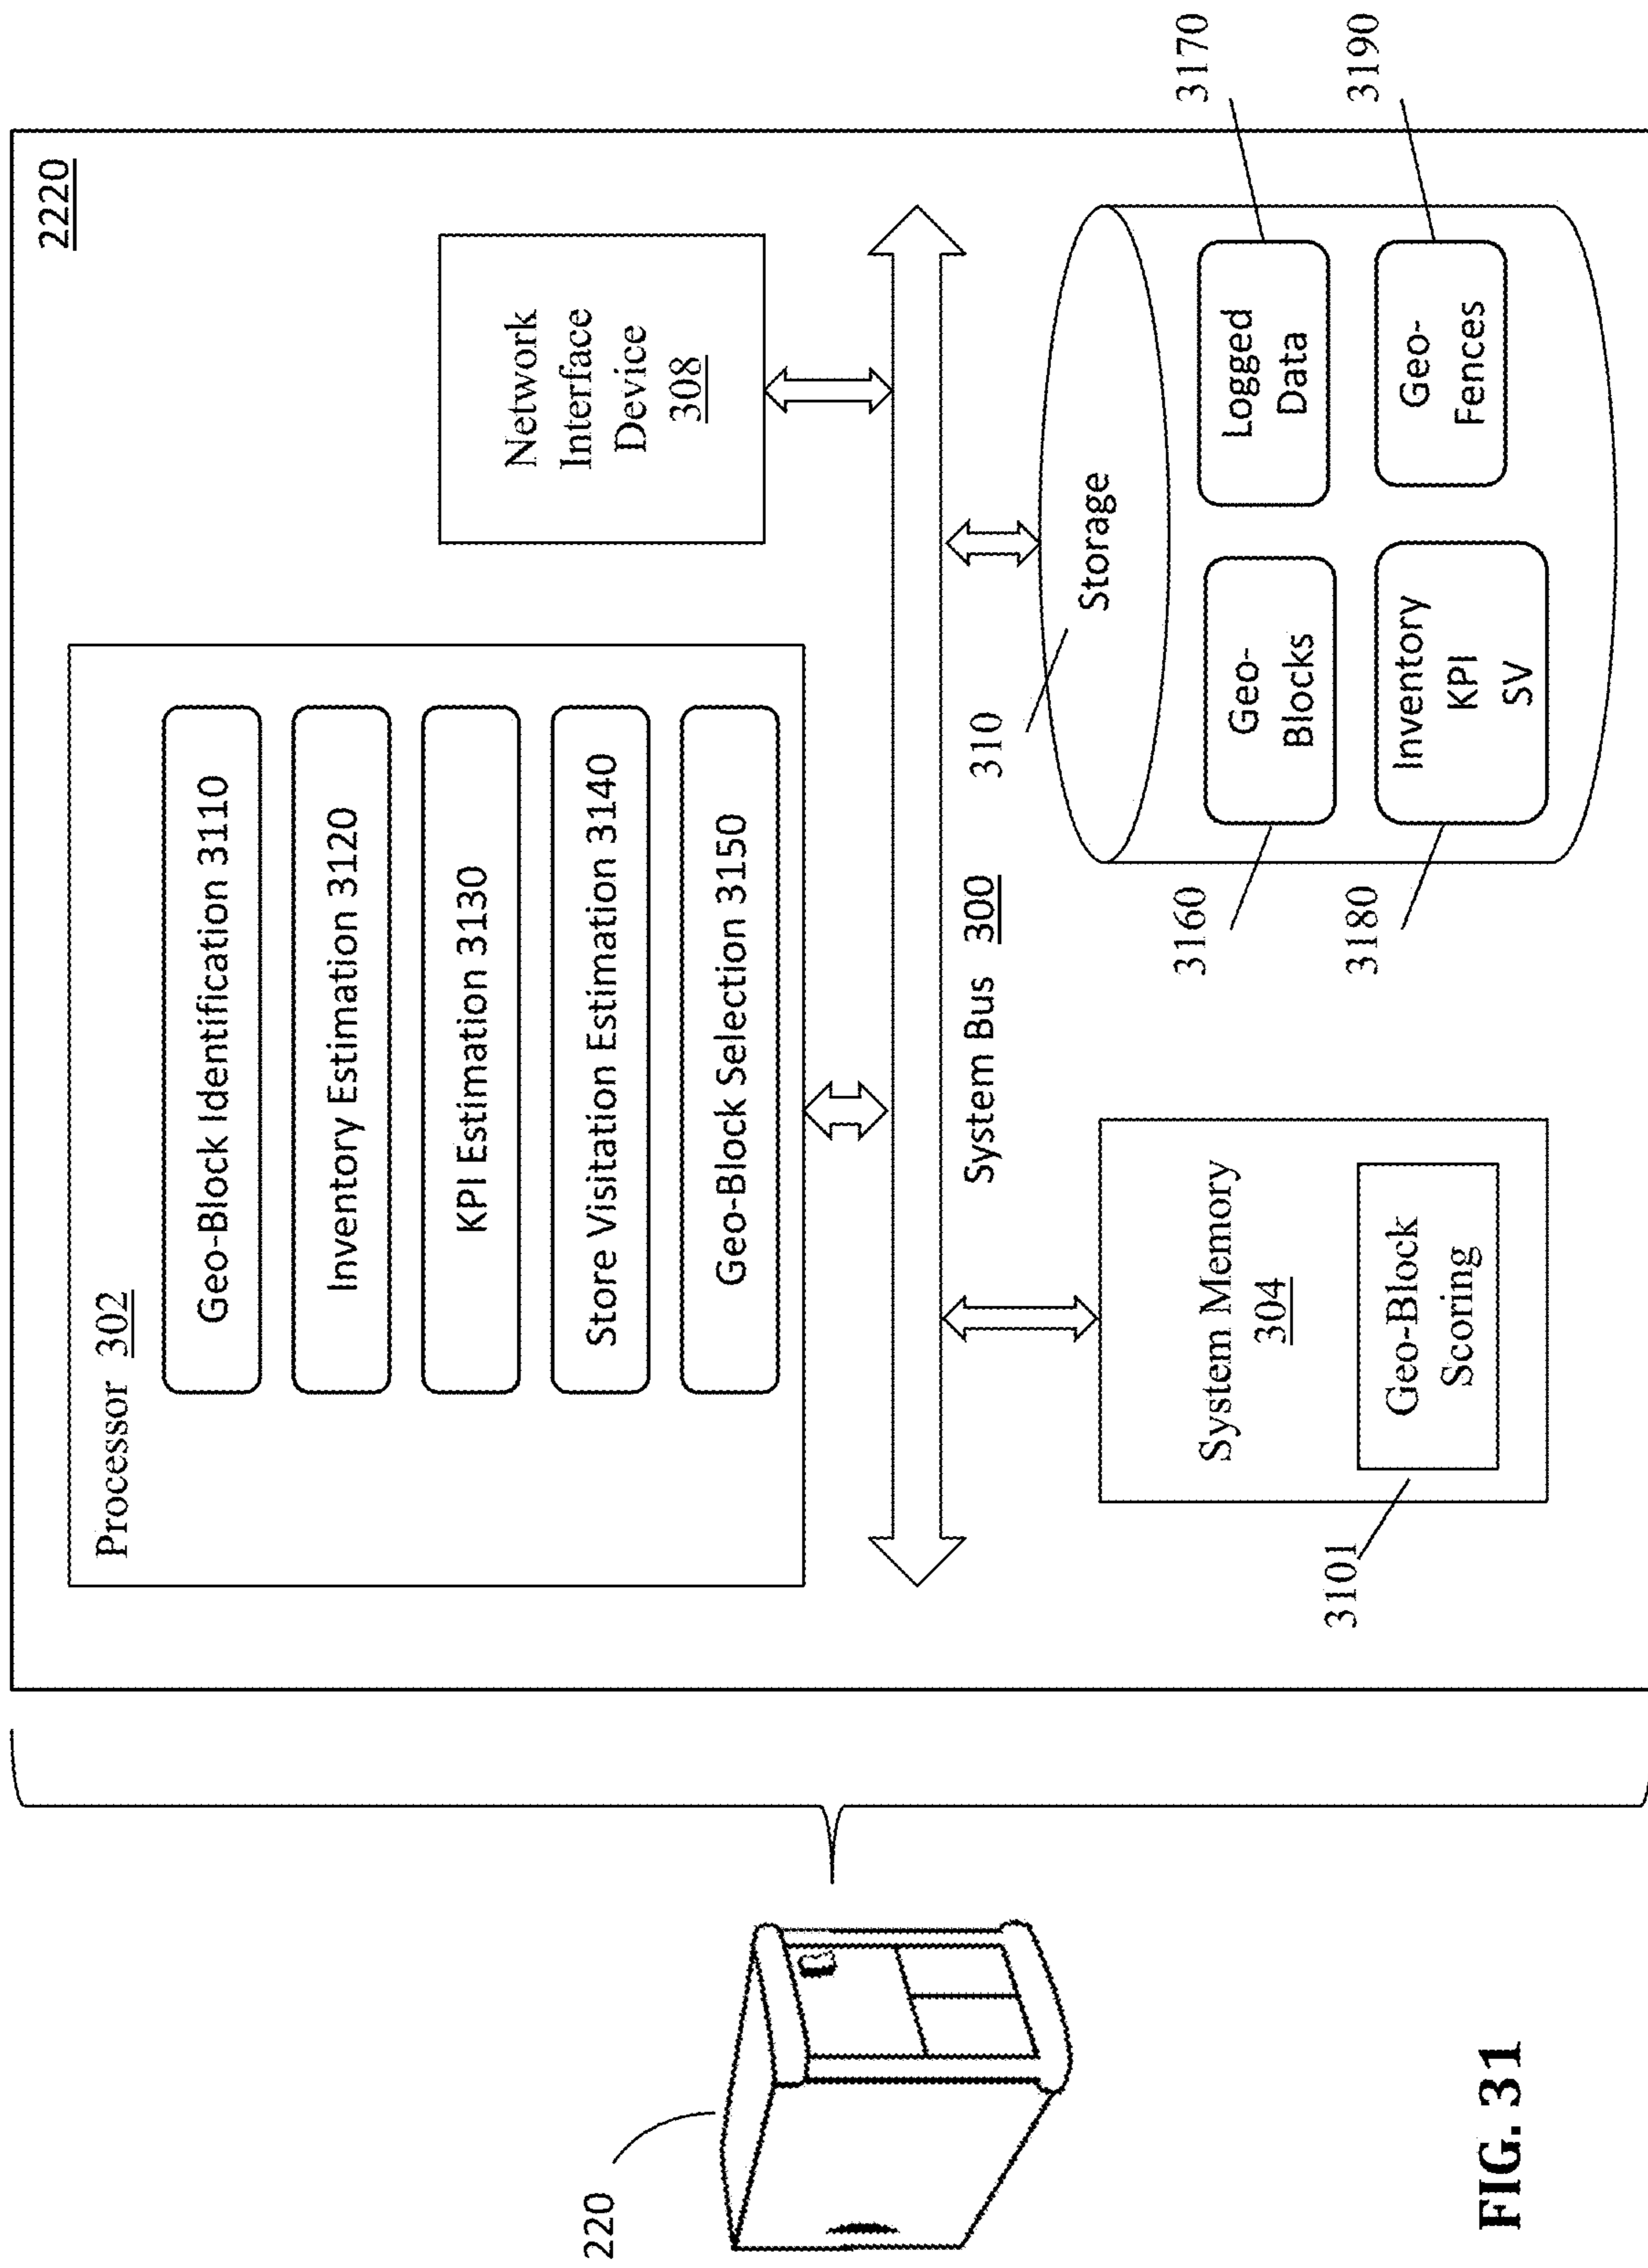 2220
Processor 302
Geo-Block Identification 3110
Inventory Estimation 3120
KPI Estimation 3130
Store Visitation Estimation 3140
Geo-Block Selection 3150
Network
Interface
Device
308
System Bus 300
System Memory
304
Geo-Block
Scoring
3101
310
Storage
Geo-
Blocks
3160
Logged
Data
3170
Inventory
KPI
SV
3180
Geo-
Fences
3190
220
FIG. 31